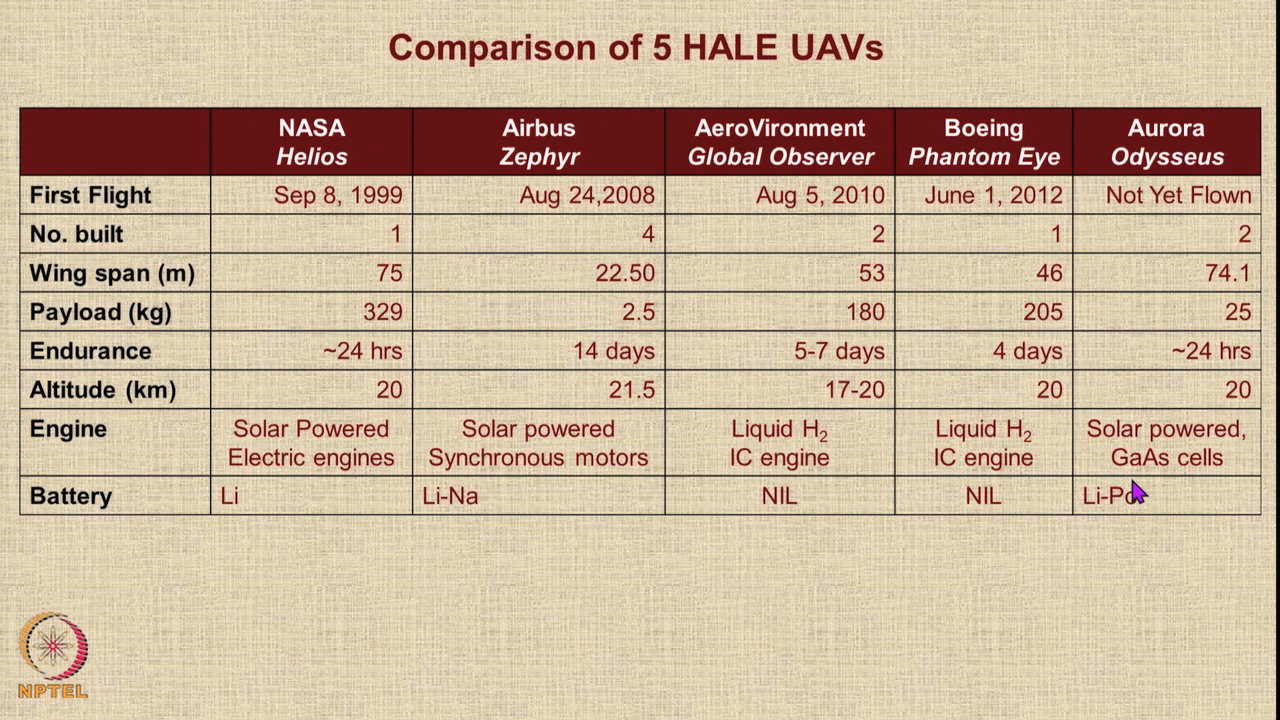 Comparison of 5 HALE UAVs
NASA Airbus AeroVironment Boeing Aurora
Helios Zephyr Global Observer Phantom Eye Odysseus
First Flight Sep 8, 1999 Aug 24,2008 Aug 5, 2010 June 1, 2012 Not Yet Flown
No. built 1 4 2 1 2
Wing span (m) 75 22.50 53 46 74.1
Payload (kg) 329 2.5 180 205 25
Endurance ~24 hrs 14 days 5-7 days 4 days ~24 hrs
Altitude (km) 20 21.5 17-20 20 20
Engine Solar Powered Solar powered Liquid H₂ Liquid H₂ Solar powered,
Electric engines Synchronous motors IC engine IC engine GaAs cells
Battery Li Li-Na NIL NIL
NPTEL